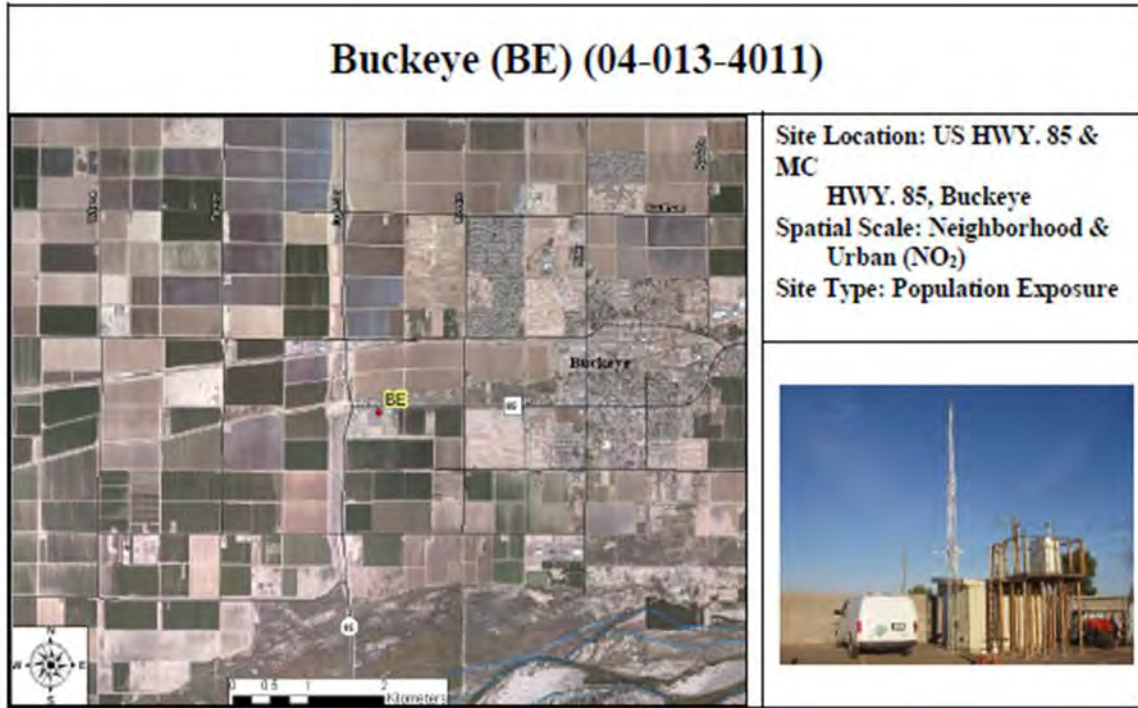 Buckeye (BE) (04-013-4011)
Site Location: US HWY. 85 &
MC
HWY. 85, Buckeye
Spatial Scale: Neighborhood &
Urban (NO₂)
Site Type: Population Exposure
Buckeye
BE
85
85
N
W
E
S
0 0.5 1 2
Kilometers